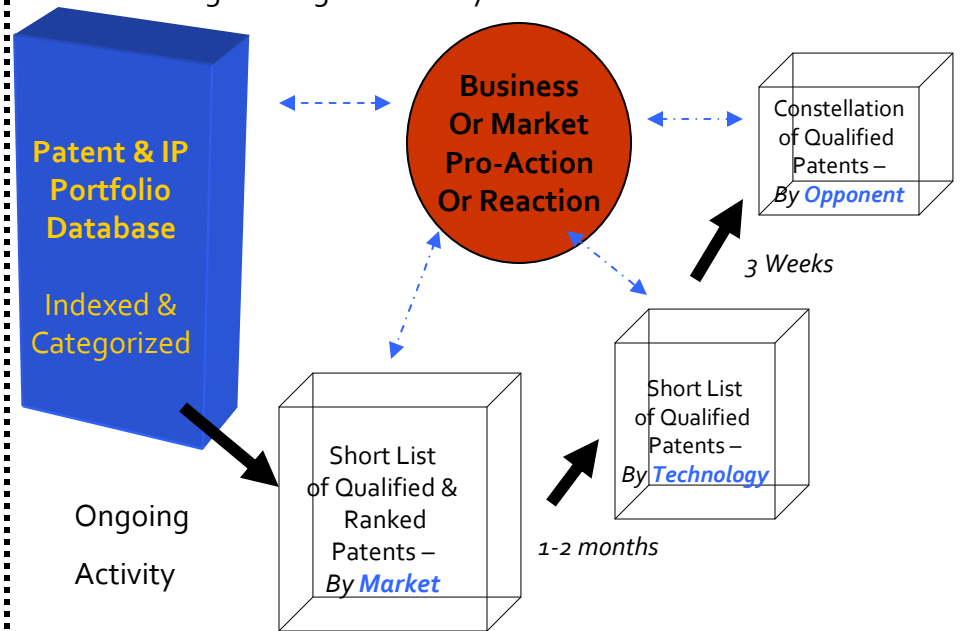 Patent & IP
Portfolio
Database
Indexed &
Categorized
Business
Or Market
Pro-Action
Or Reaction
Constellation
of Qualified
Patents –
By Opponent
3 Weeks
Short List
of Qualified
Patents –
By Technology
1-2 months
Short List
of Qualified &
Ranked
Patents –
By Market
Ongoing
Activity